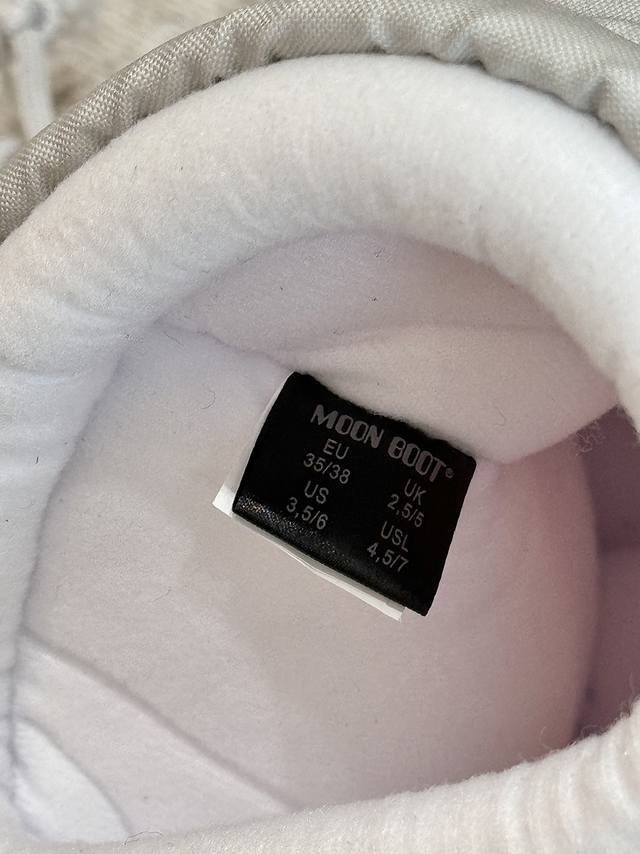 MOON BOOT®
EU
35/38
UK
2,5/5
US
3,5/6
USL
4,5/7